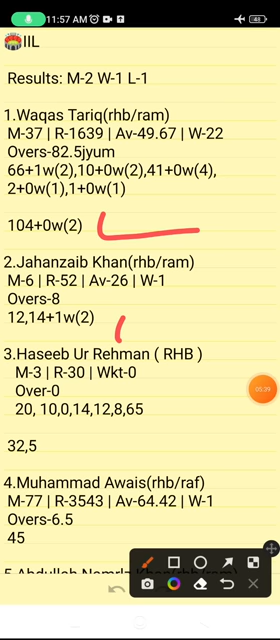 11:57 AM
48
🏟IIL
Results: M-2 W-1 L-1
1.Waqas Tariq(rhb/ram)
M-37 | R-1639 | Av-49.67 | W-22
Overs-82.5jyum
66+1w(2),10+0w(2),41+0w(4),
2+0w(1),1+0w(1)
104+0w(2)
2.Jahanzaib Khan(rhb/ram)
M-6 | R-52 | Av-26 | W-1
Overs-8
12,14+1w(2)
3.Haseeb Ur Rehman ( RHB )
M-3 | R-30 | Wkt-0
Over-0
20, 10,0,14,12,8,65
00:39
32,5
4.Muhammad Awais(rhb/raf)
M-77 | R-3543 | Av-64.42 | W-1
Overs-6.5
45